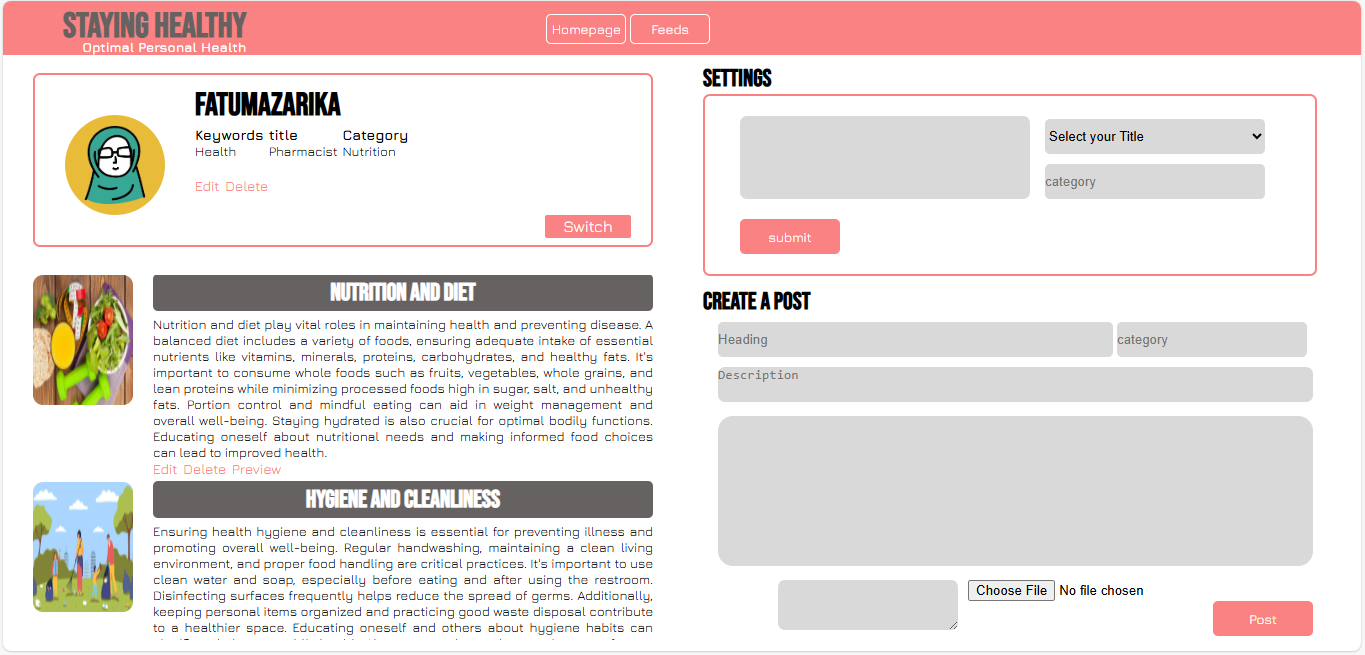 STAYING HEALTHY
Optimal Personal Health
Homepage Feeds
FATUMAZARIKA
Keywords title Category
Health Pharmacist Nutrition
Edit Delete
Switch
NUTRITION AND DIET
Nutrition and diet play vital roles in maintaining health and preventing disease. A
balanced diet includes a variety of foods, ensuring adequate intake of essential
nutrients like vitamins, minerals, proteins, carbohydrates, and healthy fats. It's
important to consume whole foods such as fruits, vegetables, whole grains, and
lean proteins while minimizing processed foods high in sugar, salt, and unhealthy
fats. Portion control and mindful eating can aid in weight management and
overall well-being. Staying hydrated is also crucial for optimal bodily functions.
Educating oneself about nutritional needs and making informed food choices
can lead to improved health.
Edit Delete Preview
HYGIENE AND CLEANLINESS
Ensuring health hygiene and cleanliness is essential for preventing illness and
promoting overall well-being. Regular handwashing, maintaining a clean living
environment, and proper food handling are critical practices. It's important to use
clean water and soap, especially before eating and after using the restroom.
Disinfecting surfaces frequently helps reduce the spread of germs. Additionally,
keeping personal items organized and practicing good waste disposal contribute
to a healthier space. Educating oneself and others about hygiene habits can
SETTINGS
Select your Title
category
submit
CREATE A POST
Heading
category
Description
Choose File No file chosen
Post